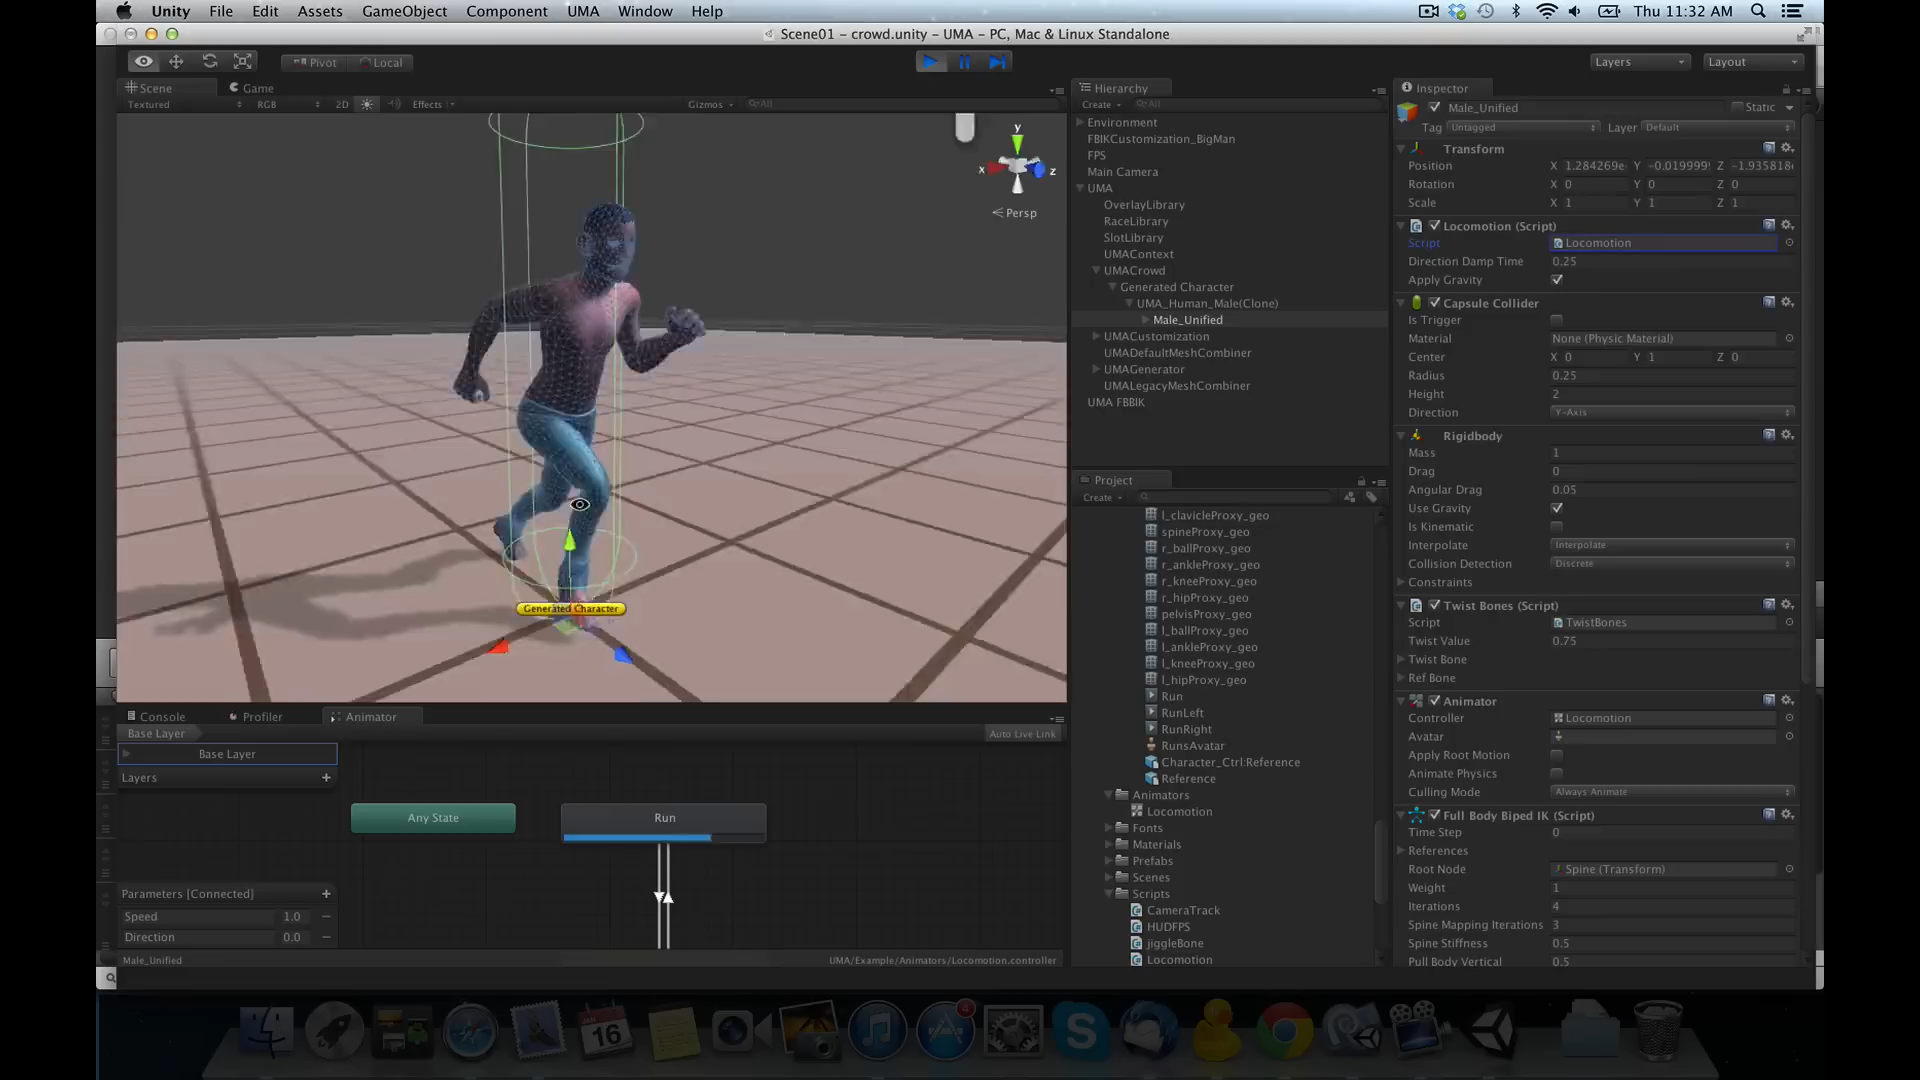 Unity File Edit Assets GameObject Component UMA Window Help Thu 11:32 AM
Scene01 - crowd.unity - UMA - PC, Mac & Linux Standalone
Pivot Local Layers Layout
Scene Game
Textured RGB 2D Effects Gizmos All
y
x
z
Persp
Generated Character
Hierarchy
Create All
Environment
FBIKCustomization_BigMan
FPS
Main Camera
UMA
OverlayLibrary
RaceLibrary
SlotLibrary
UMAContext
UMACrowd
Generated Character
UMA_Human_Male(Clone)
Male_Unified
UMACustomization
UMADefaultMeshCombiner
UMAGenerator
UMALegacyMeshCombiner
UMA FBBIK
Project
Create
l_clavicleProxy_geo
spineProxy_geo
r_ballProxy_geo
r_ankleProxy_geo
r_kneeProxy_geo
r_hipProxy_geo
pelvisProxy_geo
l_ballProxy_geo
l_ankleProxy_geo
l_kneeProxy_geo
l_hipProxy_geo
Run
RunLeft
RunRight
RunsAvatar
Character_Ctrl:Reference
Reference
Animators
Locomotion
Fonts
Materials
Prefabs
Scenes
Scripts
CameraTrack
HUDFPS
jiggleBone
Locomotion
Inspector
Male_Unified Static
Tag Untagged Layer Default
Transform
Position X 1.284269e Y -0.019999 Z -1.935818
Rotation X 0 Y 0 Z 0
Scale X 1 Y 1 Z 1
Locomotion (Script)
Script Locomotion
Direction Damp Time 0.25
Apply Gravity
Capsule Collider
Is Trigger
Material None (Physic Material)
Center X 0 Y 1 Z 0
Radius 0.25
Height 2
Direction Y-Axis
Rigidbody
Mass 1
Drag 0
Angular Drag 0.05
Use Gravity
Is Kinematic
Interpolate Interpolate
Collision Detection Discrete
Constraints
Twist Bones (Script)
Script TwistBones
Twist Value 0.75
Twist Bone
Ref Bone
Animator
Controller Locomotion
Avatar
Apply Root Motion
Animate Physics
Culling Mode Always Animate
Full Body Biped IK (Script)
Time Step 0
References
Root Node Spine (Transform)
Weight 1
Iterations 4
Spine Mapping Iterations 3
Spine Stiffness 0.5
Pull Body Vertical 0.5
Console Profiler Animator
Base Layer Auto Live Link
Base Layer
Layers +
Any State
Run
Parameters [Connected] +
Speed 1.0
Direction 0.0
Male_Unified UMA/Example/Animators/Locomotion.controller
JAN
16
4